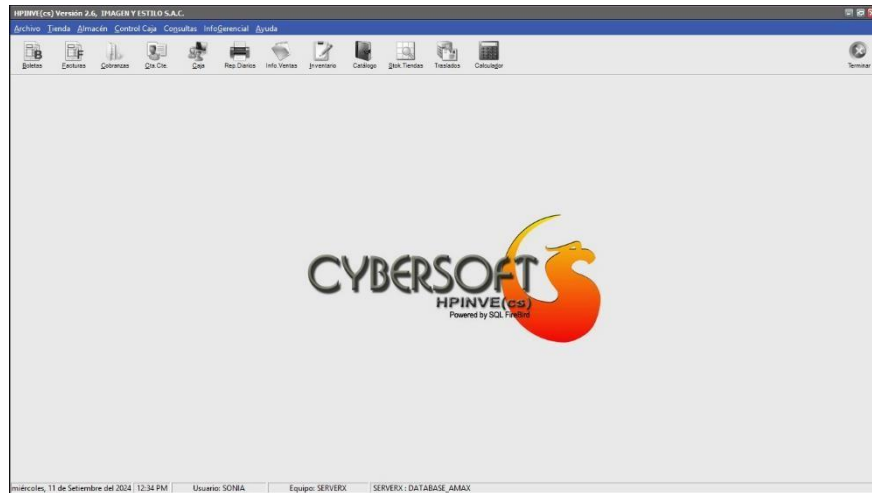 HPINVE(cs) Versión 2.6, IMAGEN Y ESTILO S.A.C.
Archivo Tienda Almacén Control Caja Consultas InfoGerencial Ayuda
Boletas Facturas Cobranzas Cta.Cte. Caja Rep.Diarios Info.Ventas Inventario Catálogo Stok.Tiendas Traslados Calculador Terminar
CYBERSOFT
HPINVE(cs)
Powered by SQL FireBird
miércoles, 11 de Setiembre del 2024 12:34 PM Usuario: SONIA Equipo: SERVERX SERVERX : DATABASE_AMAX